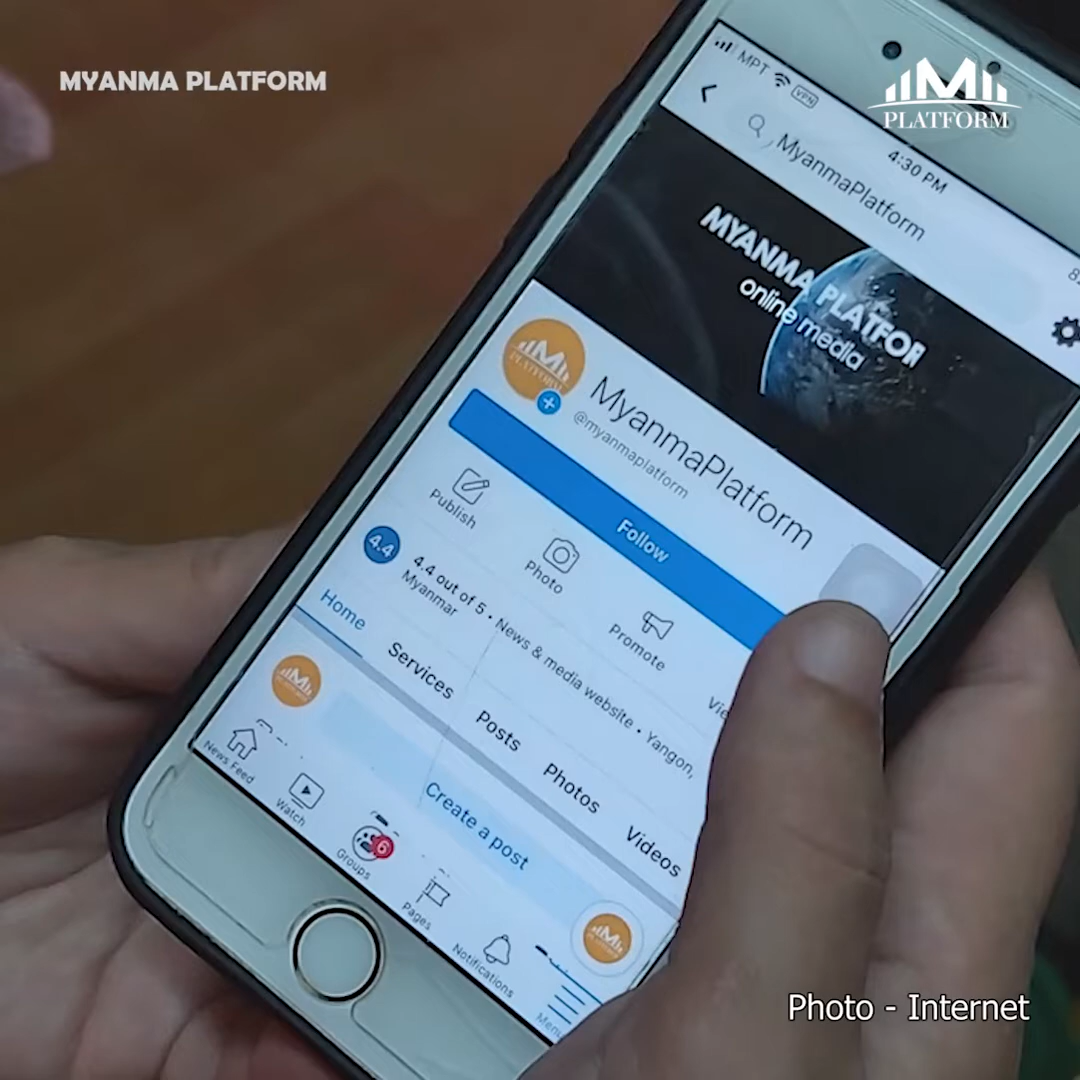 MYANMA PLATFORM
PLATFORM
MPT
VPN
4:30 PM
MyanmaPlatform
MYANMA PLATFOR
online media
PLATFORM
MyanmaPlatform
@myanmaplatform
Follow
Publish
Photo
Promote
4.4
4.4 out of 5 • News & media website • Yangon,
Myanmar
Home
Services
Posts
Photos
Videos
Create a post
News Feed
Watch
6
Groups
Pages
Notifications
Menu
Photo - Internet